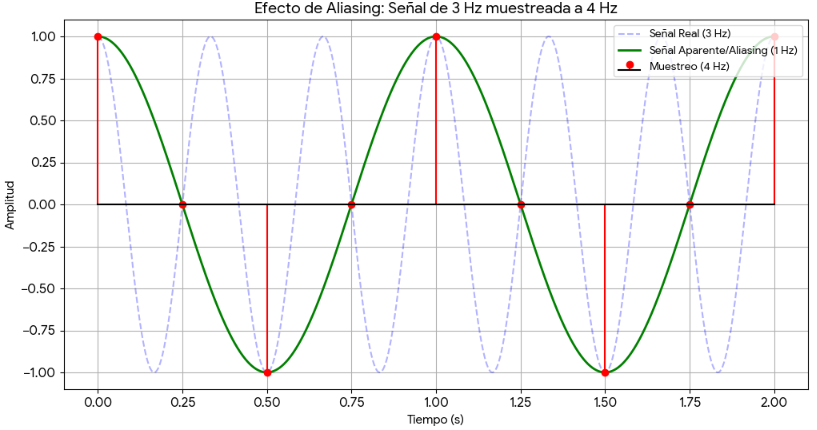 Efecto de Aliasing: Señal de 3 Hz muestreada a 4 Hz
Señal Real (3 Hz)
Señal Aparente/Aliasing (1 Hz)
Muestreo (4 Hz)
1.00
0.75
0.50
0.25
0.00
−0.25
−0.50
−0.75
−1.00
Amplitud
0.00 0.25 0.50 0.75 1.00 1.25 1.50 1.75 2.00
Tiempo (s)